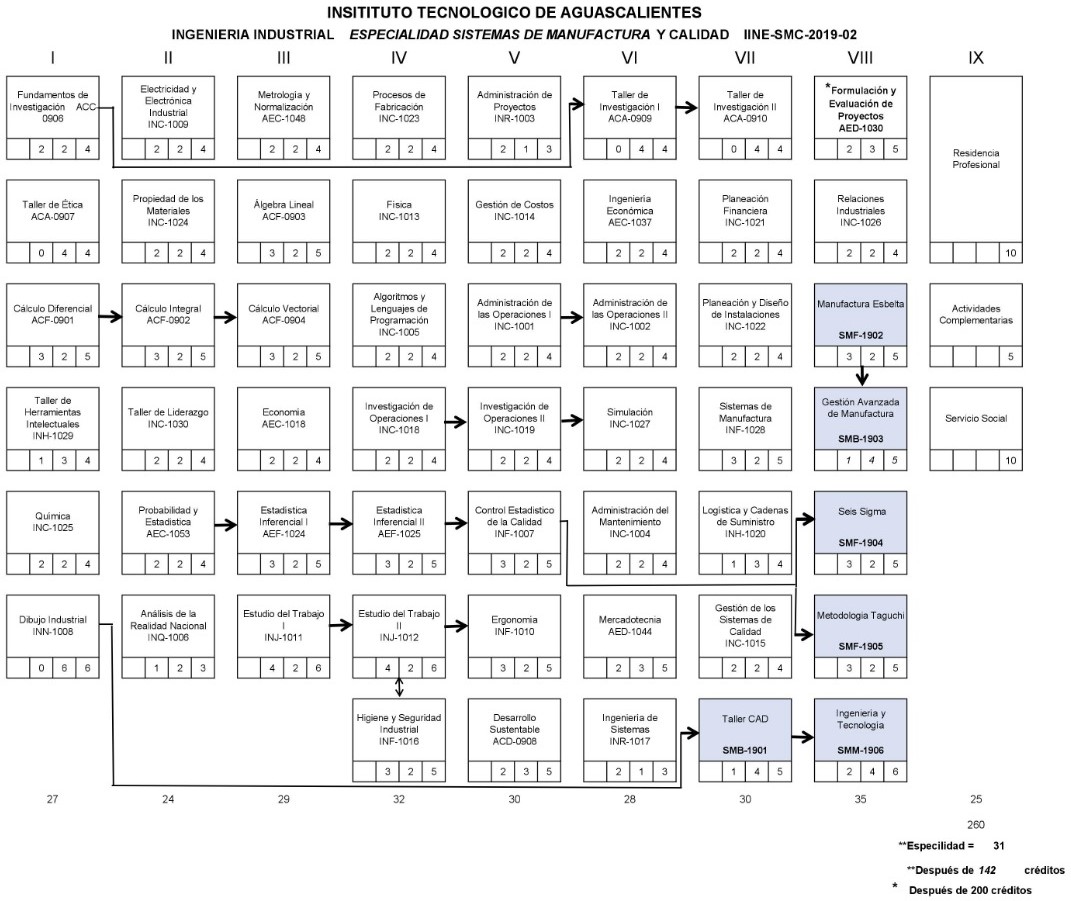 INSITITUTO TECNOLOGICO DE AGUASCALIENTES
INGENIERIA INDUSTRIAL ESPECIALIDAD SISTEMAS DE MANUFACTURA Y CALIDAD IINE-SMC-2019-02
I II III IV V VI VII VIII IX
Fundamentos de
Investigación ACC-
0906
2 2 4
Electricidad y
Electrónica
Industrial
INC-1009
2 2 4
Metrología y
Normalización
AEC-1048
2 2 4
Procesos de
Fabricación
INC-1023
2 2 4
Administración de
Proyectos
INR-1003
2 1 3
Taller de
Investigación I
ACA-0909
0 4 4
Taller de
Investigación II
ACA-0910
0 4 4
*Formulación y
Evaluación de
Proyectos
AED-1030
2 3 5
Residencia
Profesional
10
Taller de Ética
ACA-0907
0 4 4
Propiedad de los
Materiales
INC-1024
2 2 4
Álgebra Lineal
ACF-0903
3 2 5
Física
INC-1013
2 2 4
Gestión de Costos
INC-1014
2 2 4
Ingeniería
Económica
AEC-1037
2 2 4
Planeación
Financiera
INC-1021
2 2 4
Relaciones
Industriales
INC-1026
2 2 4
Cálculo Diferencial
ACF-0901
3 2 5
Cálculo Integral
ACF-0902
3 2 5
Cálculo Vectorial
ACF-0904
3 2 5
Algoritmos y
Lenguajes de
Programación
INC-1005
2 2 4
Administración de
las Operaciones I
INC-1001
2 2 4
Administración de
las Operaciones II
INC-1002
2 2 4
Planeación y Diseño
de Instalaciones
INC-1022
2 2 4
Manufactura Esbelta
SMF-1902
3 2 5
Actividades
Complementarias
5
Taller de
Herramientas
Intelectuales
INH-1029
1 3 4
Taller de Liderazgo
INC-1030
2 2 4
Economia
AEC-1018
2 2 4
Investigación de
Operaciones I
INC-1018
2 2 4
Investigación de
Operaciones II
INC-1019
2 2 4
Simulación
INC-1027
2 2 4
Sistemas de
Manufactura
INF-1028
3 2 5
Gestión Avanzada
de Manufactura
SMB-1903
1 4 5
Servicio Social
10
Química
INC-1025
2 2 4
Probabilidad y
Estadistica
AEC-1053
2 2 4
Estadistica
Inferencial I
AEF-1024
3 2 5
Estadistica
Inferencial II
AEF-1025
3 2 5
Control Estadistico
de la Calidad
INF-1007
3 2 5
Administración del
Mantenimiento
INC-1004
2 2 4
Logistica y Cadenas
de Suministro
INH-1020
1 3 4
Seis Sigma
SMF-1904
3 2 5
Dibujo Industrial
INN-1008
0 6 6
Análisis de la
Realidad Nacional
INQ-1006
1 2 3
Estudio del Trabajo
I
INJ-1011
4 2 6
Estudio del Trabajo
II
INJ-1012
4 2 6
Ergonomia
INF-1010
3 2 5
Mercadotecnia
AED-1044
2 3 5
Gestión de los
Sistemas de
Calidad
INC-1015
2 2 4
Metodologia Taguchi
SMF-1905
3 2 5
Higiene y Seguridad
Industrial
INF-1016
3 2 5
Desarrollo
Sustentable
ACD-0908
2 3 5
Ingenieria de
Sistemas
INR-1017
2 1 3
Taller CAD
SMB-1901
1 4 5
Ingeniería y
Tecnologia
SMM-1906
2 4 6
27 24 29 32 30 28 30 35 25
260
**Especilidad = 31
**Después de 142 créditos
* Después de 200 créditos